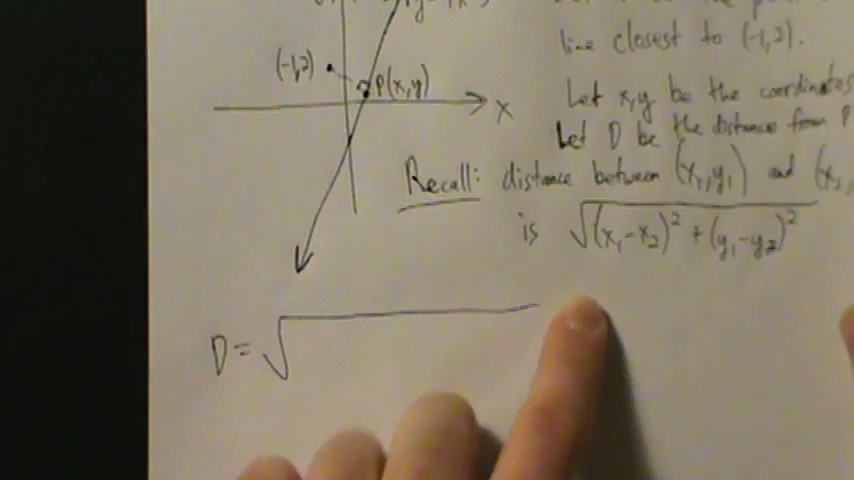 line closest to (-1,2).
(-1,2)
P(x,y)
x
Let x,y be the coordinates
Let D be the distance from P
Recall: distance between (x₁,y₁) and (x₂,
is √(x₁-x₂)² + (y₁-y₂)²
D = √